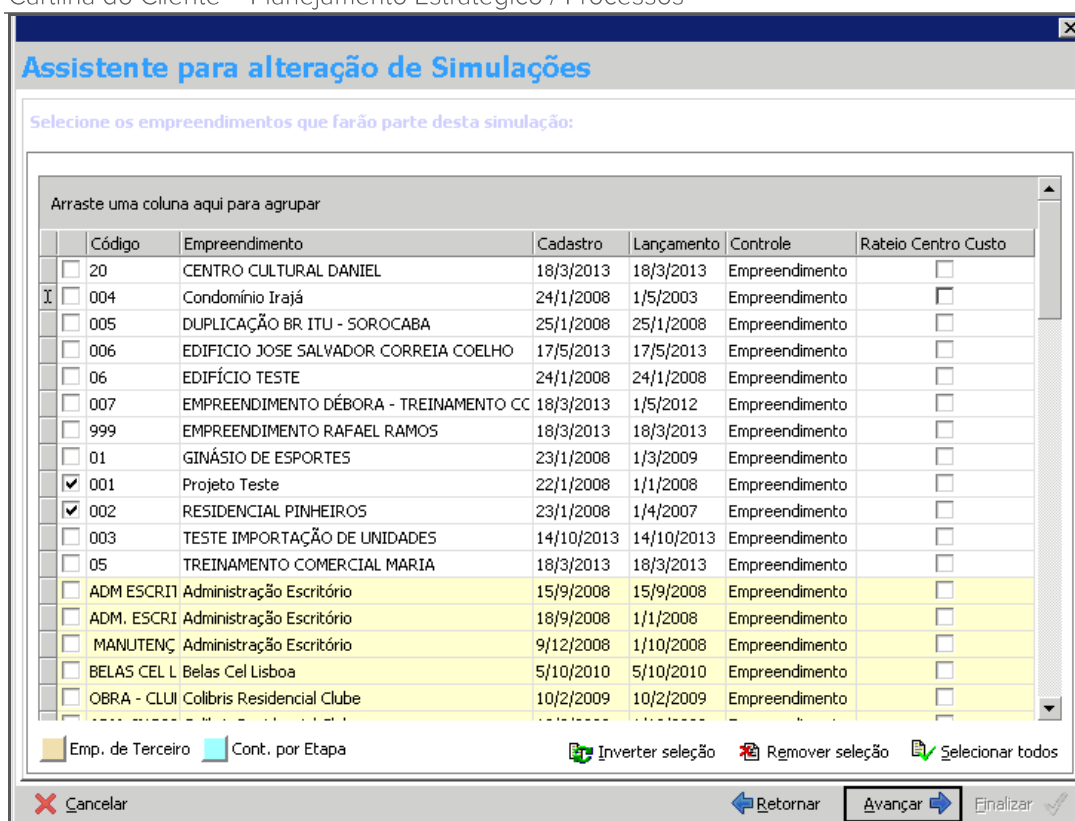 Cartilha do Cliente – Planejamento Estratégico / Processos
Assistente para alteração de Simulações
Selecione os empreendimentos que farão parte desta simulação:
Arraste uma coluna aqui para agrupar
Código Empreendimento Cadastro Lançamento Controle Rateio Centro Custo
20 CENTRO CULTURAL DANIEL 18/3/2013 18/3/2013 Empreendimento
004 Condomínio Irajá 24/1/2008 1/5/2003 Empreendimento
005 DUPLICAÇÃO BR ITU - SOROCABA 25/1/2008 25/1/2008 Empreendimento
006 EDIFICIO JOSE SALVADOR CORREIA COELHO 17/5/2013 17/5/2013 Empreendimento
06 EDIFÍCIO TESTE 24/1/2008 24/1/2008 Empreendimento
007 EMPREENDIMENTO DÉBORA - TREINAMENTO CC 18/3/2013 1/5/2012 Empreendimento
999 EMPREENDIMENTO RAFAEL RAMOS 18/3/2013 18/3/2013 Empreendimento
01 GINÁSIO DE ESPORTES 23/1/2008 1/3/2009 Empreendimento
001 Projeto Teste 22/1/2008 1/1/2008 Empreendimento
002 RESIDENCIAL PINHEIROS 23/1/2008 1/4/2007 Empreendimento
003 TESTE IMPORTAÇÃO DE UNIDADES 14/10/2013 14/10/2013 Empreendimento
05 TREINAMENTO COMERCIAL MARIA 18/3/2013 18/3/2013 Empreendimento
ADM ESCRIT Administração Escritório 15/9/2008 15/9/2008 Empreendimento
ADM. ESCRI Administração Escritório 18/9/2008 1/1/2008 Empreendimento
MANUTENÇ Administração Escritório 9/12/2008 1/10/2008 Empreendimento
BELAS CEL L Belas Cel Lisboa 5/10/2010 5/10/2010 Empreendimento
OBRA - CLUI Colibris Residencial Clube 10/2/2009 10/2/2009 Empreendimento
Emp. de Terceiro Cont. por Etapa Inverter seleção Remover seleção Selecionar todos
Cancelar Retornar Avançar Finalizar